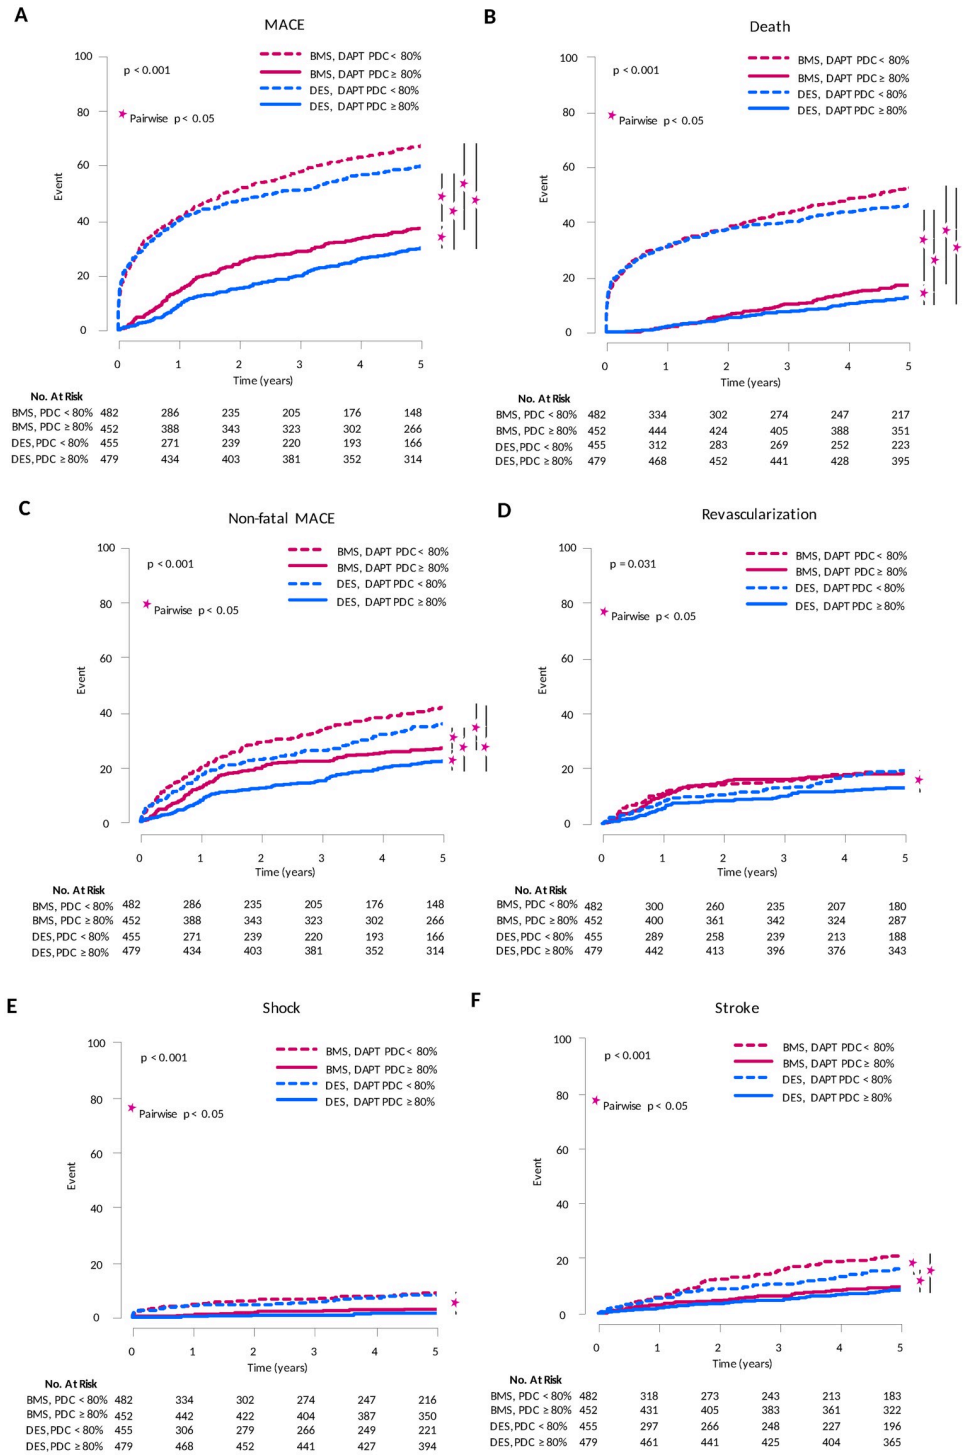 A
MACE
p < 0.001
Pairwise p < 0.05
BMS, DAPT PDC < 80%
BMS, DAPT PDC ≥ 80%
DES, DAPT PDC < 80%
DES, DAPT PDC ≥ 80%
Event
100
80
60
40
20
0
0 1 2 3 4 5
Time (years)
No. At Risk
BMS, PDC < 80% 482 286 235 205 176 148
BMS, PDC ≥ 80% 452 388 343 323 302 266
DES, PDC < 80% 455 271 239 220 193 166
DES, PDC ≥ 80% 479 434 403 381 352 314
B
Death
p < 0.001
Pairwise p < 0.05
BMS, DAPT PDC < 80%
BMS, DAPT PDC ≥ 80%
DES, DAPT PDC < 80%
DES, DAPT PDC ≥ 80%
Event
100
80
60
40
20
0
0 1 2 3 4 5
Time (years)
No. At Risk
BMS, PDC < 80% 482 334 302 274 247 217
BMS, PDC ≥ 80% 452 444 424 405 388 351
DES, PDC < 80% 455 312 283 269 252 223
DES, PDC ≥ 80% 479 468 452 441 428 395
C
Non-fatal MACE
p < 0.001
Pairwise p < 0.05
BMS, DAPT PDC < 80%
BMS, DAPT PDC ≥ 80%
DES, DAPT PDC < 80%
DES, DAPT PDC ≥ 80%
Event
100
80
60
40
20
0
0 1 2 3 4 5
Time (years)
No. At Risk
BMS, PDC < 80% 482 286 235 205 176 148
BMS, PDC ≥ 80% 452 388 343 323 302 266
DES, PDC < 80% 455 271 239 220 193 166
DES, PDC ≥ 80% 479 434 403 381 352 314
D
Revascularization
p = 0.031
Pairwise p < 0.05
BMS, DAPT PDC < 80%
BMS, DAPT PDC ≥ 80%
DES, DAPT PDC < 80%
DES, DAPT PDC ≥ 80%
Event
100
80
60
40
20
0
0 1 2 3 4 5
Time (years)
No. At Risk
BMS, PDC < 80% 482 300 260 235 207 180
BMS, PDC ≥ 80% 452 400 361 342 324 287
DES, PDC < 80% 455 289 258 239 213 188
DES, PDC ≥ 80% 479 442 413 396 376 343
E
Shock
p < 0.001
Pairwise p < 0.05
BMS, DAPT PDC < 80%
BMS, DAPT PDC ≥ 80%
DES, DAPT PDC < 80%
DES, DAPT PDC ≥ 80%
Event
100
80
60
40
20
0
0 1 2 3 4 5
Time (years)
No. At Risk
BMS, PDC < 80% 482 334 302 274 247 216
BMS, PDC ≥ 80% 452 442 422 404 387 350
DES, PDC < 80% 455 306 279 266 249 221
DES, PDC ≥ 80% 479 468 452 441 427 394
F
Stroke
p < 0.001
Pairwise p < 0.05
BMS, DAPT PDC < 80%
BMS, DAPT PDC ≥ 80%
DES, DAPT PDC < 80%
DES, DAPT PDC ≥ 80%
Event
100
80
60
40
20
0
0 1 2 3 4 5
Time (years)
No. At Risk
BMS, PDC < 80% 482 318 273 243 213 183
BMS, PDC ≥ 80% 452 431 405 383 361 322
DES, PDC < 80% 455 297 266 248 227 196
DES, PDC ≥ 80% 479 461 441 425 404 365